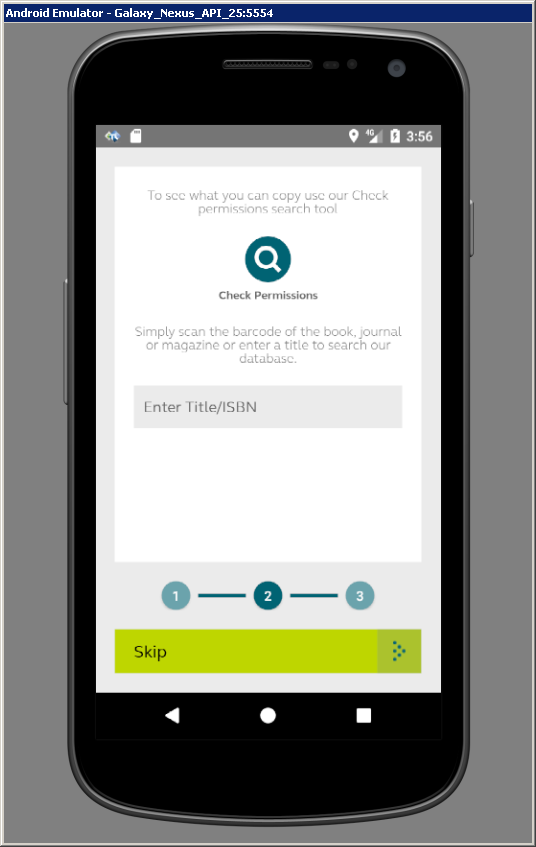 Android Emulator - Galaxy_Nexus_API_25:5554
4G 3:56
To see what you can copy use our Check
permissions search tool
Check Permissions
Simply scan the barcode of the book, journal
or magazine or enter a title to search our
database.
Enter Title/ISBN
1 2 3
Skip